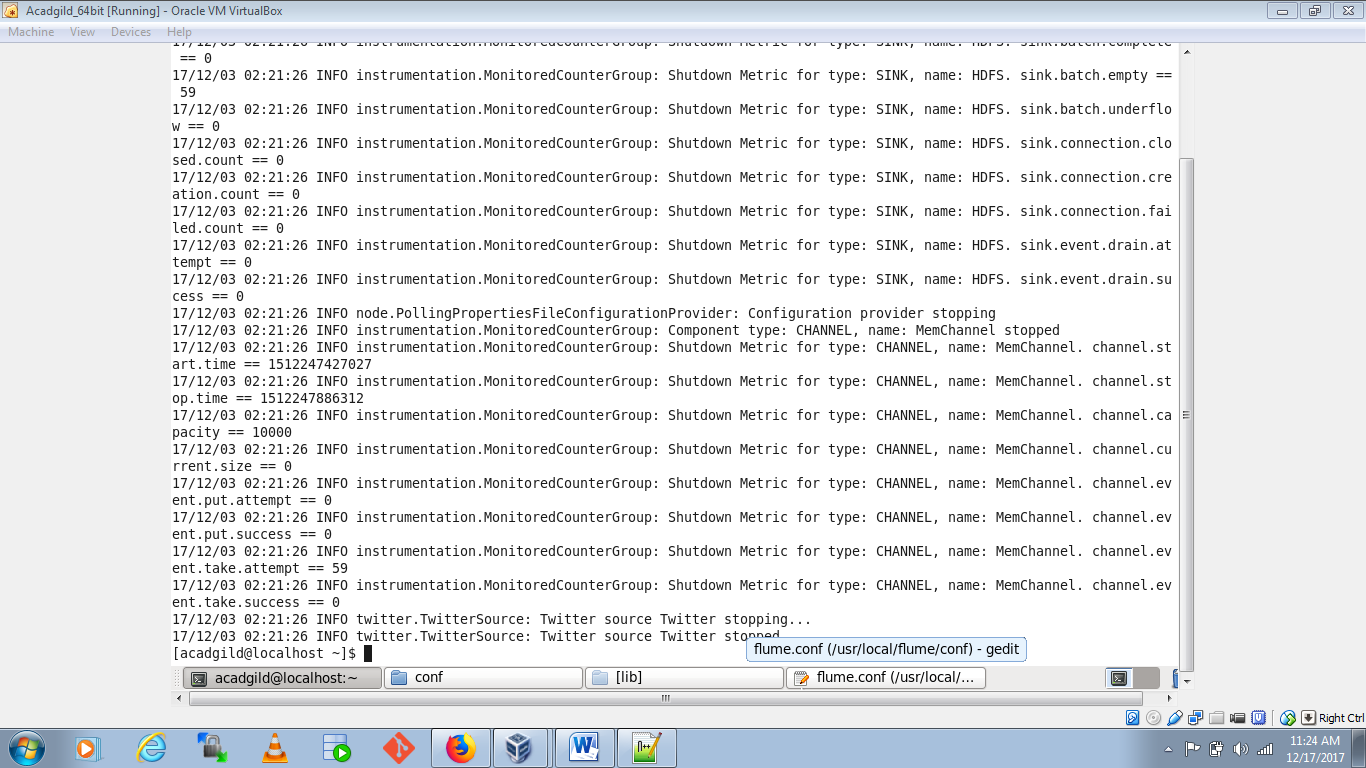 Acadgild_64bit [Running] - Oracle VM VirtualBox
Machine View Devices Help
17/12/03 02:21:26 INFO instrumentation.MonitoredCounterGroup: Shutdown Metric for type: SINK, name: HDFS. sink.batch.complete
== 0
17/12/03 02:21:26 INFO instrumentation.MonitoredCounterGroup: Shutdown Metric for type: SINK, name: HDFS. sink.batch.empty ==
59
17/12/03 02:21:26 INFO instrumentation.MonitoredCounterGroup: Shutdown Metric for type: SINK, name: HDFS. sink.batch.underflo
w == 0
17/12/03 02:21:26 INFO instrumentation.MonitoredCounterGroup: Shutdown Metric for type: SINK, name: HDFS. sink.connection.clo
sed.count == 0
17/12/03 02:21:26 INFO instrumentation.MonitoredCounterGroup: Shutdown Metric for type: SINK, name: HDFS. sink.connection.cre
ation.count == 0
17/12/03 02:21:26 INFO instrumentation.MonitoredCounterGroup: Shutdown Metric for type: SINK, name: HDFS. sink.connection.fai
led.count == 0
17/12/03 02:21:26 INFO instrumentation.MonitoredCounterGroup: Shutdown Metric for type: SINK, name: HDFS. sink.event.drain.at
tempt == 0
17/12/03 02:21:26 INFO instrumentation.MonitoredCounterGroup: Shutdown Metric for type: SINK, name: HDFS. sink.event.drain.su
cess == 0
17/12/03 02:21:26 INFO node.PollingPropertiesFileConfigurationProvider: Configuration provider stopping
17/12/03 02:21:26 INFO instrumentation.MonitoredCounterGroup: Component type: CHANNEL, name: MemChannel stopped
17/12/03 02:21:26 INFO instrumentation.MonitoredCounterGroup: Shutdown Metric for type: CHANNEL, name: MemChannel. channel.st
art.time == 1512247427027
17/12/03 02:21:26 INFO instrumentation.MonitoredCounterGroup: Shutdown Metric for type: CHANNEL, name: MemChannel. channel.st
op.time == 1512247886312
17/12/03 02:21:26 INFO instrumentation.MonitoredCounterGroup: Shutdown Metric for type: CHANNEL, name: MemChannel. channel.ca
pacity == 10000
17/12/03 02:21:26 INFO instrumentation.MonitoredCounterGroup: Shutdown Metric for type: CHANNEL, name: MemChannel. channel.cu
rrent.size == 0
17/12/03 02:21:26 INFO instrumentation.MonitoredCounterGroup: Shutdown Metric for type: CHANNEL, name: MemChannel. channel.ev
ent.put.attempt == 0
17/12/03 02:21:26 INFO instrumentation.MonitoredCounterGroup: Shutdown Metric for type: CHANNEL, name: MemChannel. channel.ev
ent.put.success == 0
17/12/03 02:21:26 INFO instrumentation.MonitoredCounterGroup: Shutdown Metric for type: CHANNEL, name: MemChannel. channel.ev
ent.take.attempt == 59
17/12/03 02:21:26 INFO instrumentation.MonitoredCounterGroup: Shutdown Metric for type: CHANNEL, name: MemChannel. channel.ev
ent.take.success == 0
17/12/03 02:21:26 INFO twitter.TwitterSource: Twitter source Twitter stopping...
17/12/03 02:21:26 INFO twitter.TwitterSource: Twitter source Twitter stopped
[acadgild@localhost ~]$
flume.conf (/usr/local/flume/conf) - gedit
acadgild@localhost:~ conf [lib] flume.conf (/usr/local/...
Right Ctrl
11:24 AM
12/17/2017